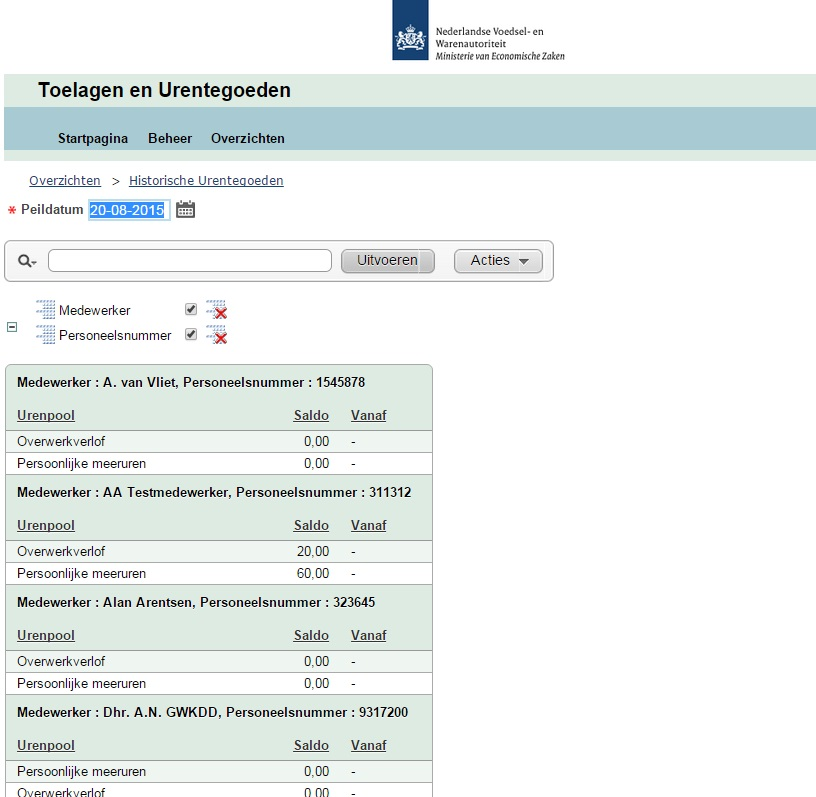 Nederlandse Voedsel- en
Warenautoriteit
Ministerie van Economische Zaken
Toelagen en Urentegoeden
Startpagina Beheer Overzichten
Overzichten > Historische Urentegoeden
* Peildatum 20-08-2015
Uitvoeren Acties
Medewerker
Personeelsnummer
Medewerker : A. van Vliet, Personeelsnummer : 1545878
Urenpool Saldo Vanaf
Overwerkverlof 0,00 -
Persoonlijke meeruren 0,00 -
Medewerker : AA Testmedewerker, Personeelsnummer : 311312
Urenpool Saldo Vanaf
Overwerkverlof 20,00 -
Persoonlijke meeruren 60,00 -
Medewerker : Alan Arentsen, Personeelsnummer : 323645
Urenpool Saldo Vanaf
Overwerkverlof 0,00 -
Persoonlijke meeruren 0,00 -
Medewerker : Dhr. A.N. GWKDD, Personeelsnummer : 9317200
Urenpool Saldo Vanaf
Persoonlijke meeruren 0,00 -
Overwerkverlof 0,00 -